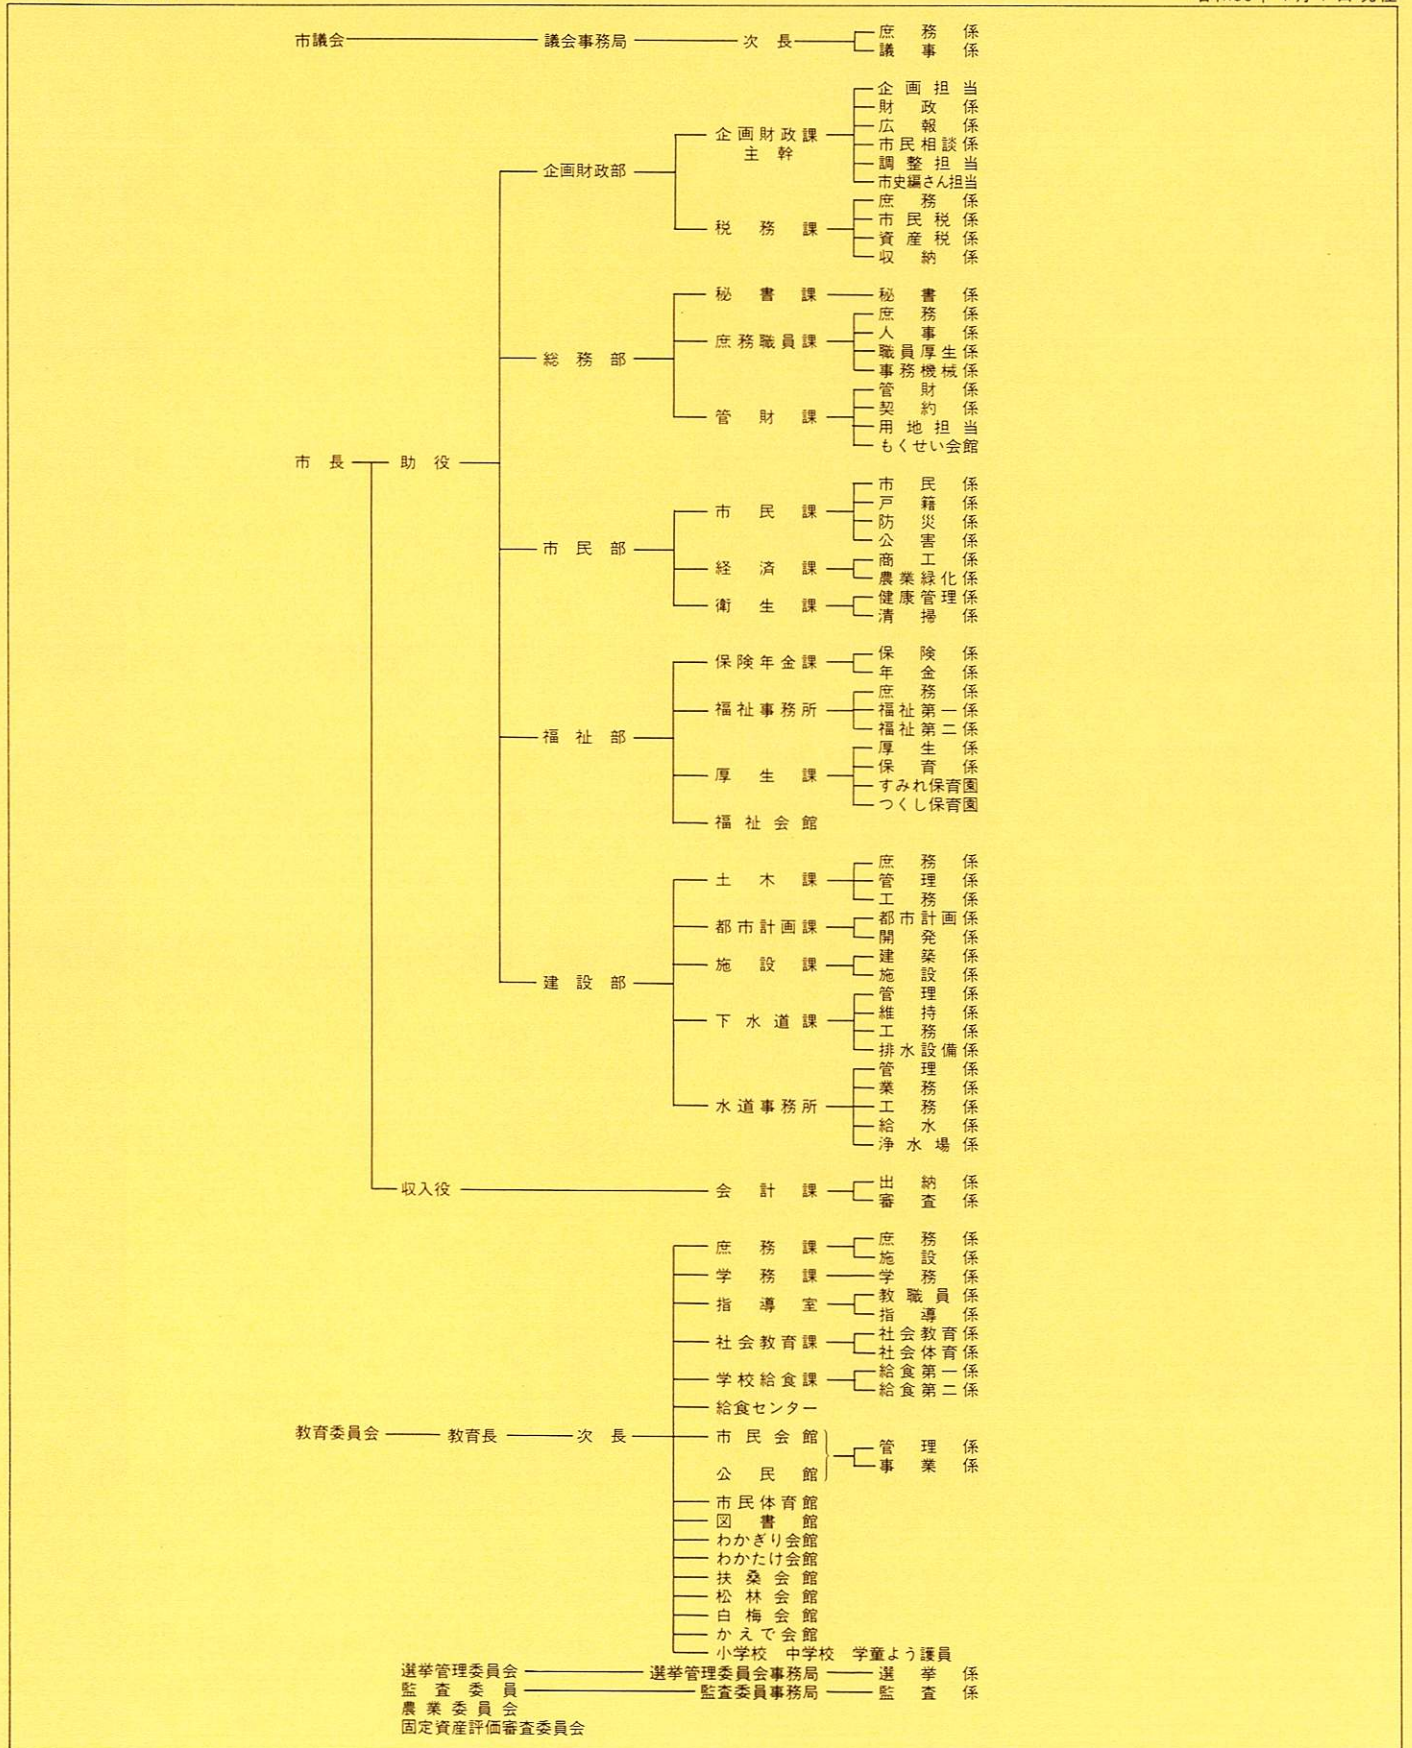 市議会 議会事務局 次長 庶務係
議事係
企画担当
財政係
広報係
企画財政課 市民相談係
主幹 調整担当
企画財政部 市史編さん担当
庶務係
税務課 市民税係
資産税係
収納係
秘書課 秘書係
庶務係
庶務職員課 人事係
総務部 職員厚生係
事務機械係
管財係
管財課 契約係
用地担当
もくせい会館
市長 助役
市民係
市民課 戸籍係
防災係
市民部 公害係
経済課 商工係
農業緑化係
衛生課 健康管理係
清掃係
保険年金課 保険係
年金係
庶務係
福祉事務所 福祉第一係
福祉部 福祉第二係
厚生係
厚生課 保育係
すみれ保育園
つくし保育園
福祉会館
庶務係
土木課 管理係
工務係
都市計画課 都市計画係
開発係
施設課 建築係
建設部 施設係
管理係
下水道課 維持係
工務係
排水設備係
管理係
業務係
水道事務所 工務係
給水係
浄水場係
収入役 会計課 出納係
審査係
庶務課 庶務係
施設係
学務課 学務係
指導室 教職員係
指導係
社会教育課 社会教育係
社会体育係
学校給食課 給食第一係
給食第二係
給食センター
教育委員会 教育長 次長 市民会館 管理係
公民館 事業係
市民体育館
図書館
わかぎり会館
わかたけ会館
扶桑会館
松林会館
白梅会館
かえで会館
小学校 中学校 学童よう護員
選挙管理委員会 選挙管理委員会事務局 選挙係
監査委員 監査委員事務局 監査係
農業委員会
固定資産評価審査委員会